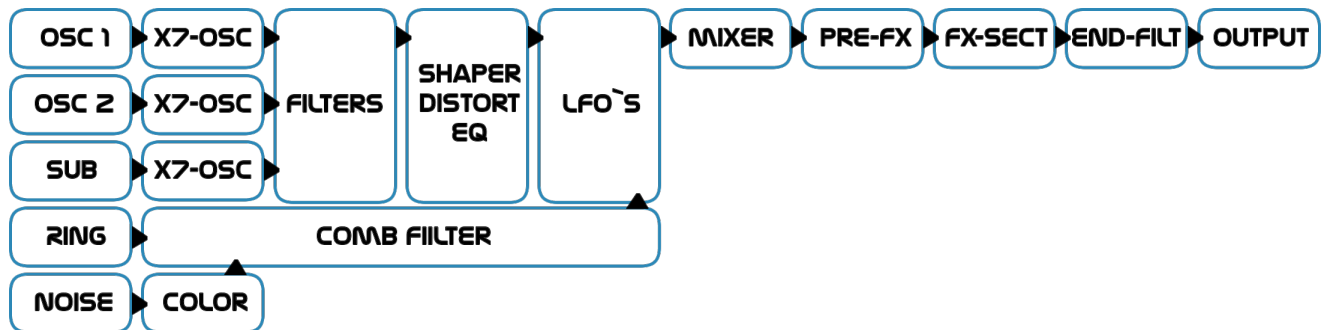 OSC 1
X7-OSC
MIXER
PRE-FX
FX-SECT
END-FILT
OUTPUT
OSC 2
X7-OSC
FILTERS
SHAPER
DISTORT
EQ
LFO`S
SUB
X7-OSC
RING
COMB FIILTER
NOISE
COLOR